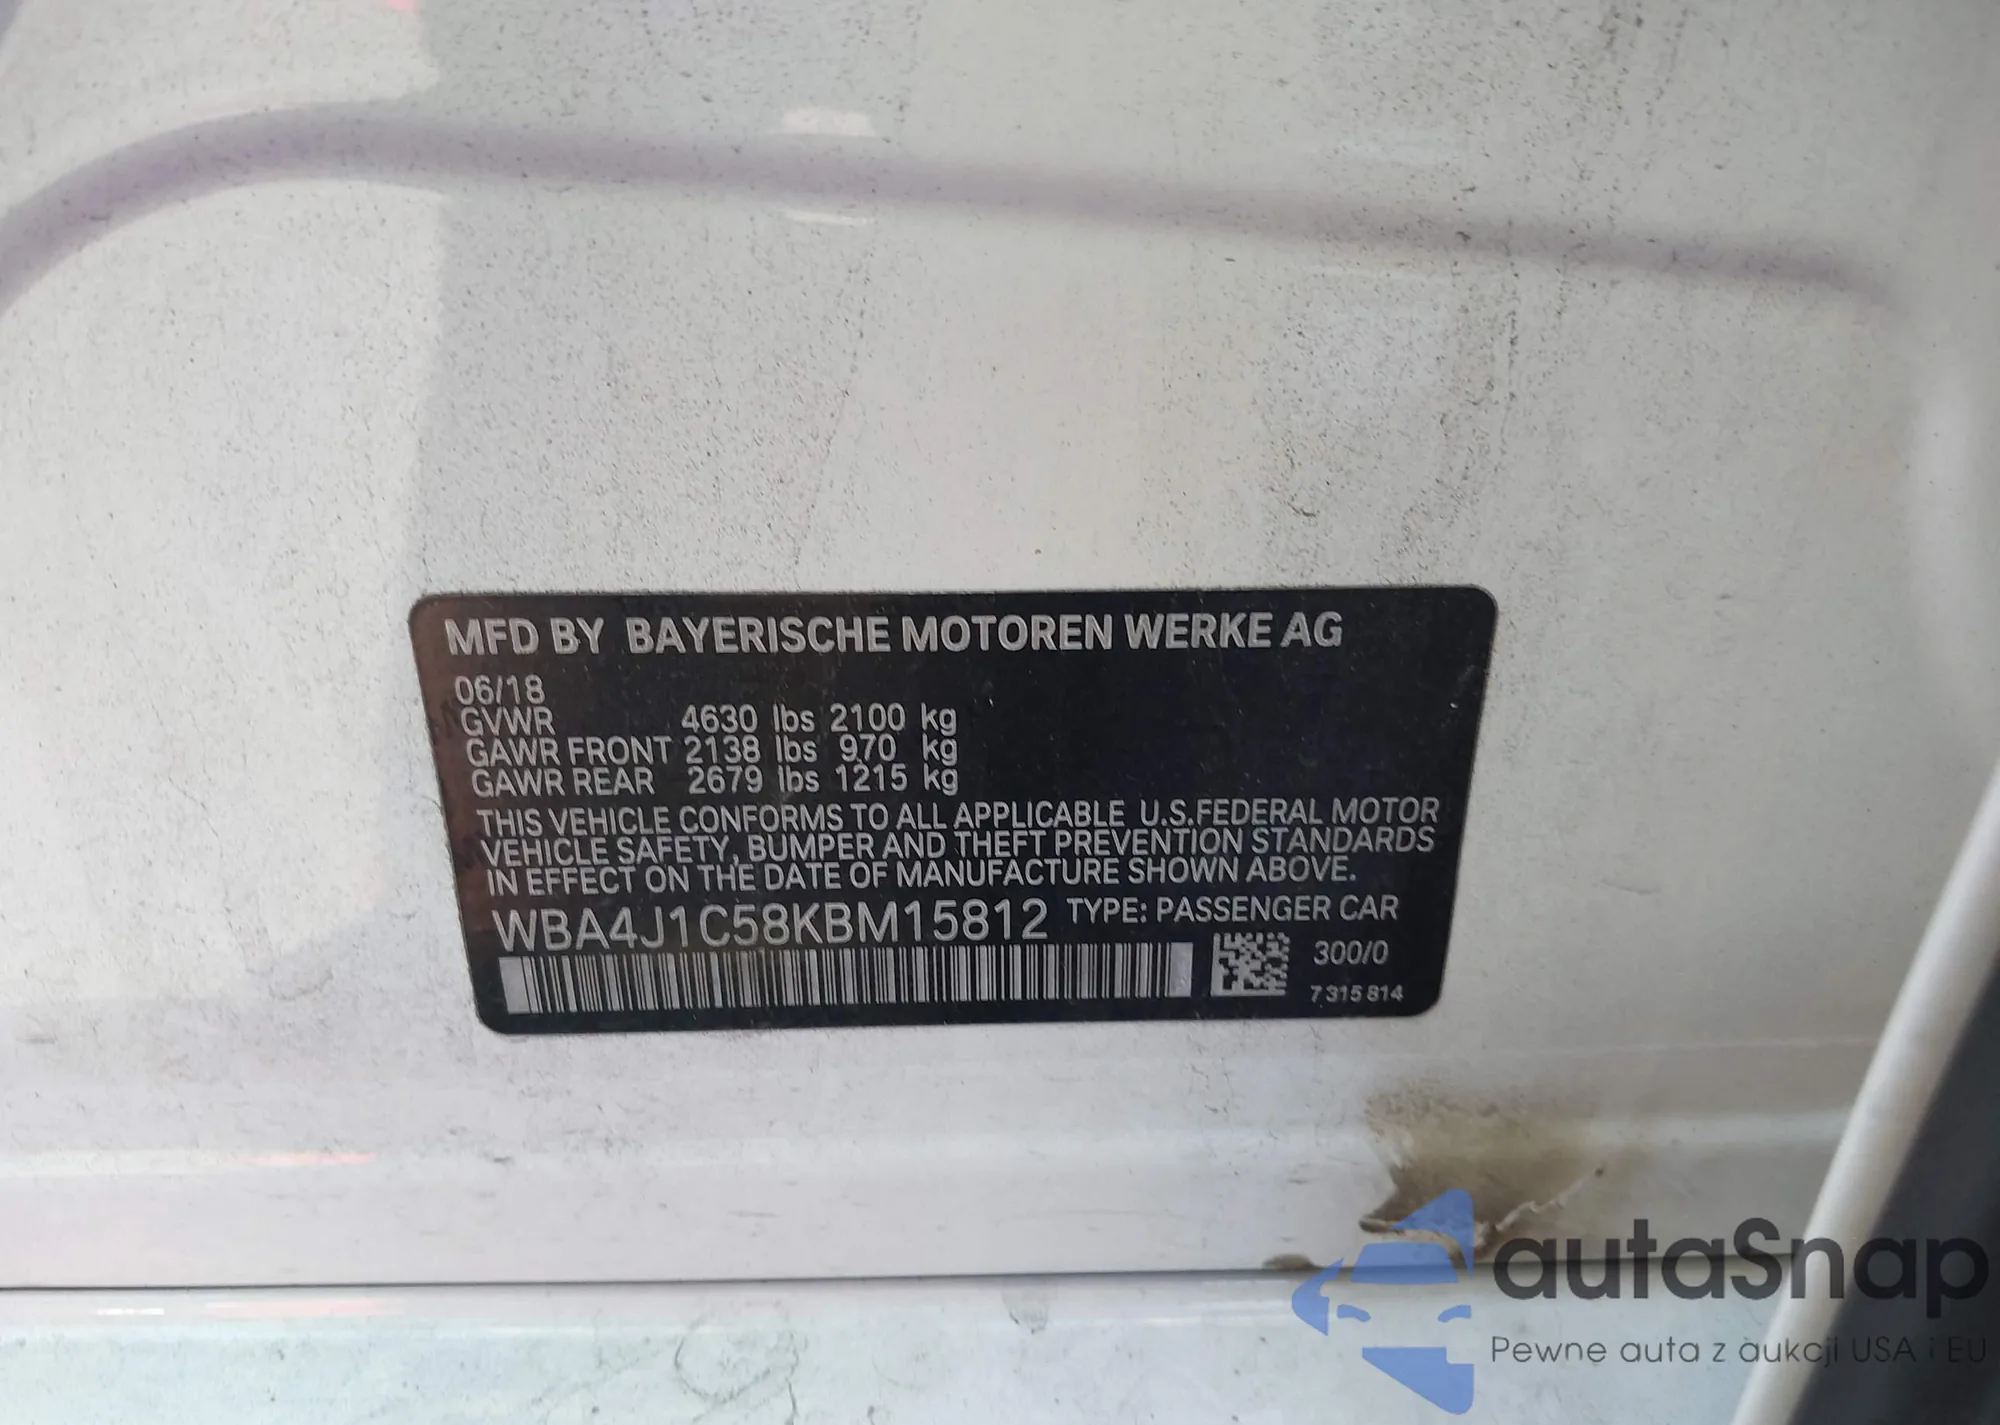 MFD BY BAYERISCHE MOTOREN WERKE AG
06/18
GVWR 4630 lbs 2100 kg
GAWR FRONT 2138 lbs 970 kg
GAWR REAR 2679 lbs 1215 kg
THIS VEHICLE CONFORMS TO ALL APPLICABLE U.S.FEDERAL MOTOR
VEHICLE SAFETY, BUMPER AND THEFT PREVENTION STANDARDS
IN EFFECT ON THE DATE OF MANUFACTURE SHOWN ABOVE.
WBA4J1C58KBM15812 TYPE: PASSENGER CAR
300/0
7315814
autaSnap
Pewne auta z aukcji USA i EU